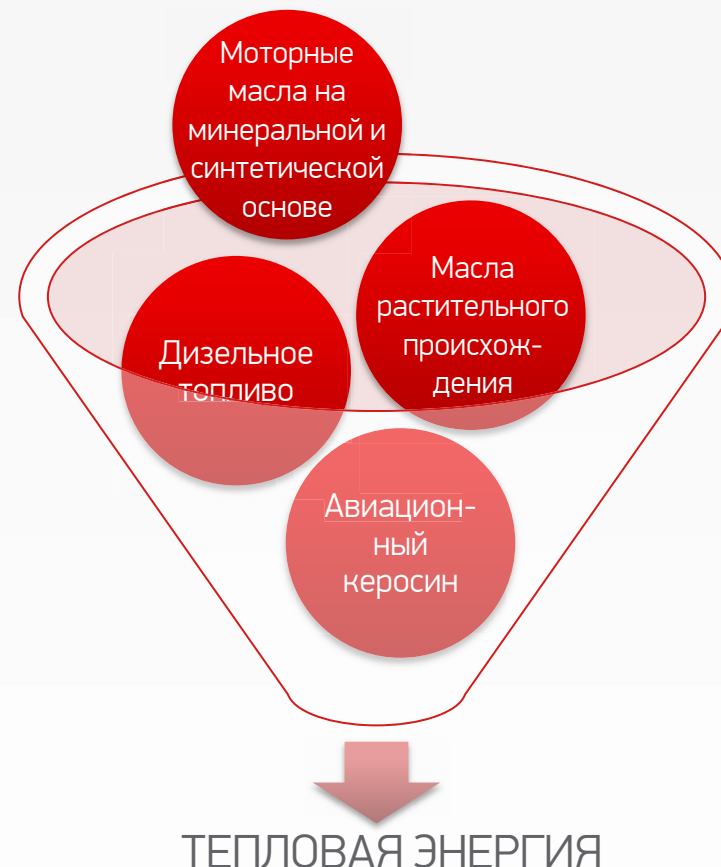 Моторные
масла на
минеральной и
синтетической
основе
Масла
растительного
происхож-
дения
Дизельное
топливо
Авиацион-
ный
керосин
ТЕПЛОВАЯ ЭНЕРГИЯ